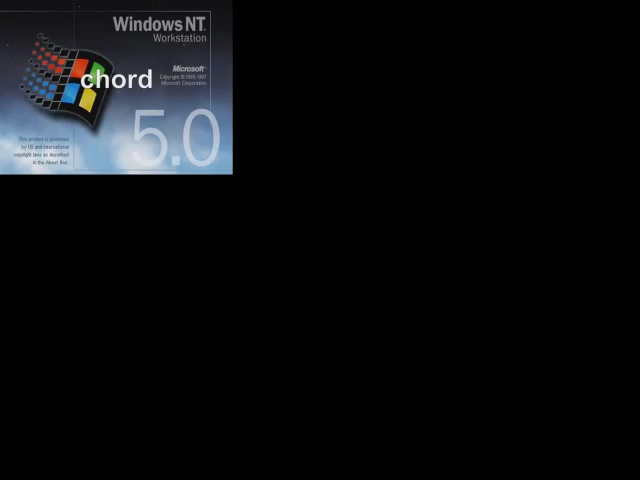 Windows NT.
Workstation
chord
Microsoft®
Copyright © 1985-1997
Microsoft Corporation
5.0
This product is protected
by US and international
copyright laws as described
in the About Box.